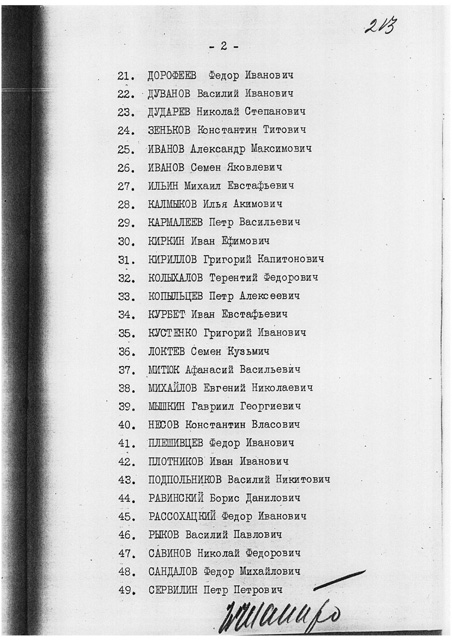 213
- 2 -
21. ДОРОФЕЕВ Федор Иванович
22. ДУВАНОВ Василий Иванович
23. ДУДАРЕВ Николай Степанович
24. ЗЕНЬКОВ Константин Титович
25. ИВАНОВ Александр Максимович
26. ИВАНОВ Семен Яковлевич
27. ИЛЬИН Михаил Евстафьевич
28. КАЛМЫКОВ Илья Акимович
29. КАРМАЛЕЕВ Петр Васильевич
30. КИРКИН Иван Ефимович
31. КИРИЛЛОВ Григорий Капитонович
32. КОЛЫХАЛОВ Терентий Федорович
33. КОПЫЛЬЦЕВ Петр Алексеевич
34. КУРБЕТ Иван Евстафьевич
35. КУСТЕНКО Григорий Иванович
36. ЛОКТЕВ Семен Кузьмич
37. МИТЮК Афанасий Васильевич
38. МИХАЙЛОВ Евгений Николаевич
39. МЫШКИН Гавриил Георгиевич
40. НЕСОВ Константин Власович
41. ПЛЕШИВЦЕВ Федор Иванович
42. ПЛОТНИКОВ Иван Иванович
43. ПОДПОЛЬНИКОВ Василий Никитович
44. РАВИНСКИЙ Борис Данилович
45. РАССОХАЦКИЙ Федор Иванович
46. РЫКОВ Василий Павлович
47. САВИНОВ Николай Федорович
48. САНДАЛОВ Федор Михайлович
49. СЕРВИЛИН Петр Петрович